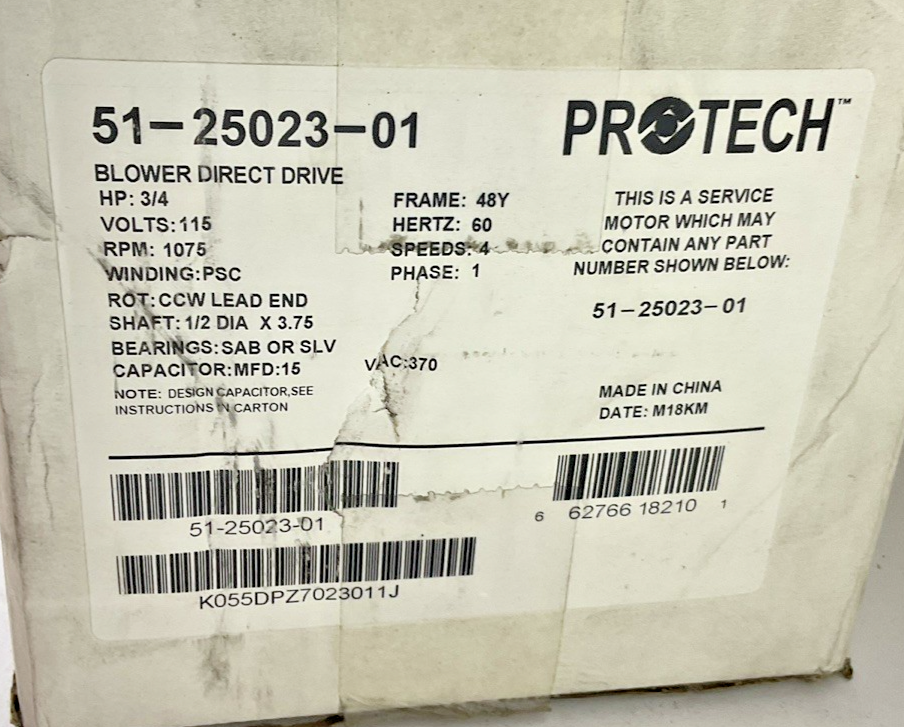 51-25023-01
PROTECH™
BLOWER DIRECT DRIVE
HP: 3/4
VOLTS:115
RPM: 1075
WINDING:PSC
ROT:CCW LEAD END
SHAFT:1/2 DIA X 3.75
BEARINGS:SAB OR SLV
CAPACITOR:MFD:15 VAC:370
NOTE: DESIGN CAPACITOR,SEE
INSTRUCTIONS IN CARTON
FRAME: 48Y
HERTZ: 60
SPEEDS: 4
PHASE: 1
THIS IS A SERVICE
MOTOR WHICH MAY
CONTAIN ANY PART
NUMBER SHOWN BELOW:
51-25023-01
MADE IN CHINA
DATE: M18KM
51-25023-01
6 62766 18210 1
K055DPZ7023011J